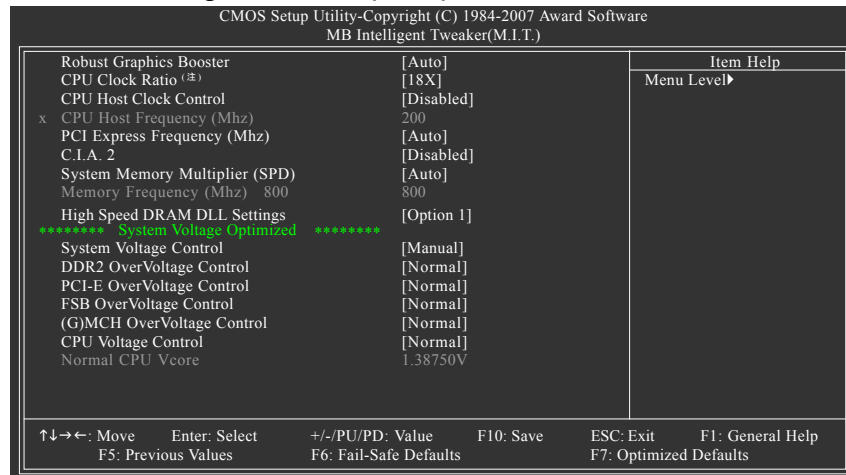 CMOS Setup Utility-Copyright (C) 1984-2007 Award Software
MB Intelligent Tweaker(M.I.T.)
Robust Graphics Booster [Auto] Item Help
CPU Clock Ratio (注) [18X] Menu Level▶
CPU Host Clock Control [Disabled]
x CPU Host Frequency (Mhz) 200
PCI Express Frequency (Mhz) [Auto]
C.I.A. 2 [Disabled]
System Memory Multiplier (SPD) [Auto]
Memory Frequency (Mhz) 800 800
High Speed DRAM DLL Settings [Option 1]
******** System Voltage Optimized ********
System Voltage Control [Manual]
DDR2 OverVoltage Control [Normal]
PCI-E OverVoltage Control [Normal]
FSB OverVoltage Control [Normal]
(G)MCH OverVoltage Control [Normal]
CPU Voltage Control [Normal]
Normal CPU Vcore 1.38750V
↑↓→←: Move Enter: Select +/-/PU/PD: Value F10: Save ESC: Exit F1: General Help
F5: Previous Values F6: Fail-Safe Defaults F7: Optimized Defaults